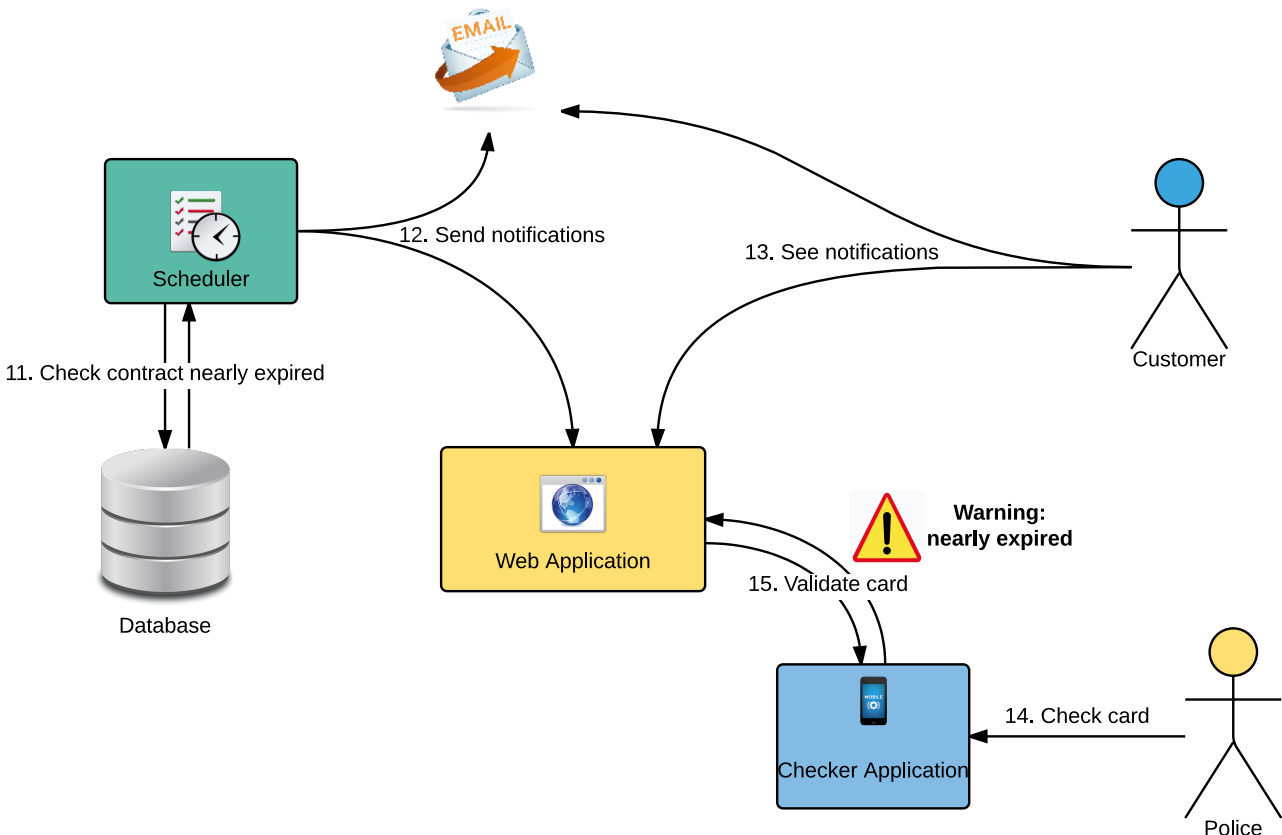 EMAIL
12. Send notifications
13. See notifications
Scheduler
Customer
11. Check contract nearly expired
Warning:
nearly expired
Web Application
15. Validate card
Database
MOBILE
14. Check card
Checker Application
Police